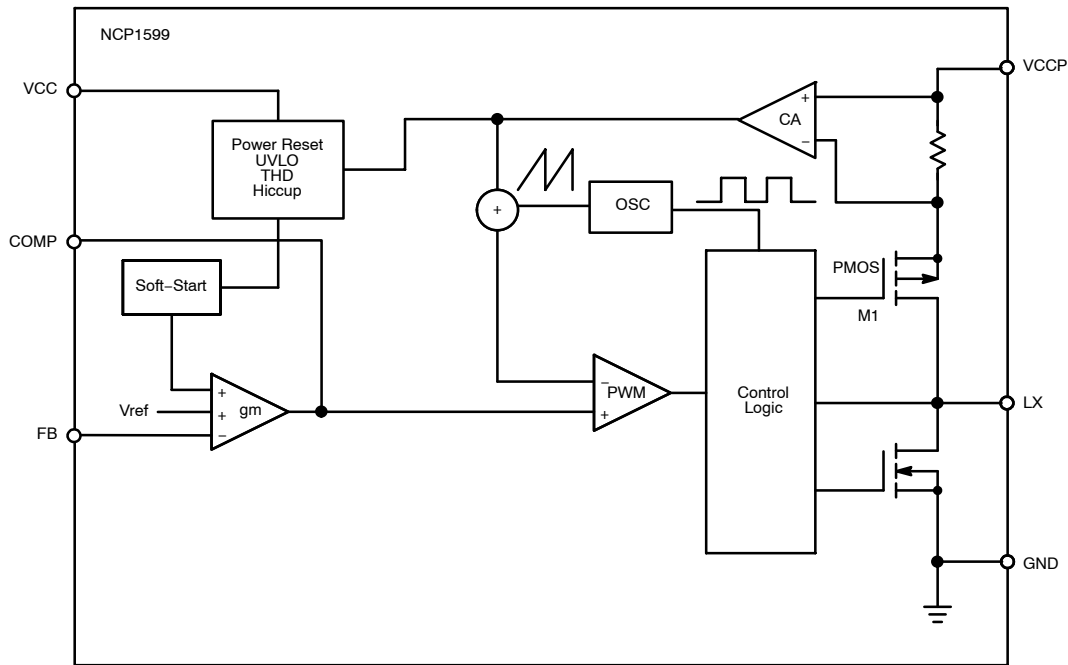 NCP1599
VCC
VCCP
Power Reset
UVLO
THD
Hiccup
+
CA
−
+
OSC
COMP
Soft−Start
PMOS
M1
Vref
+
+
−
gm
FB
−
PWM
+
Control
Logic
LX
GND